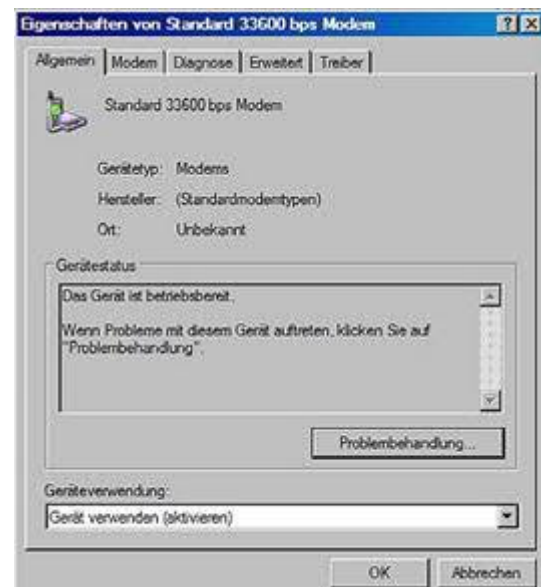 Eigenschaften von Standard 33600 bps Modem
Allgemein Modem Diagnose Erweitert Treiber
Standard 33600 bps Modem
Gerätetyp: Modems
Hersteller: (Standardmodemtypen)
Ort: Unbekannt
Gerätestatus
Das Gerät ist betriebsbereit.
Wenn Probleme mit diesem Gerät auftreten, klicken Sie auf
"Problembehandlung".
Problembehandlung...
Geräteverwendung:
Gerät verwenden (aktivieren)
OK Abbrechen